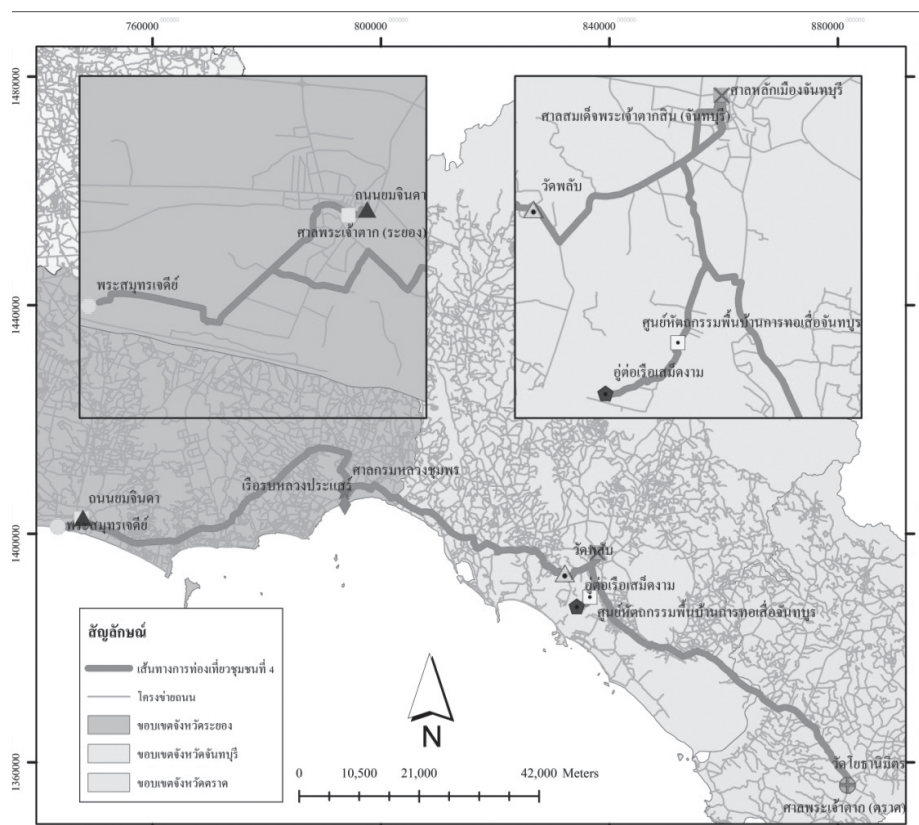 760000
800000
840000
880000
1480000
1440000
1400000
1360000
ถนนยมจินดา
ศาลพระเจ้าตาก (ระยอง)
พระสมุทรเจดีย์
ศาลหลักเมืองจันทบุรี
ศาลสมเด็จพระเจ้าตากสิน (จันทบุรี)
วัดพลับ
ศูนย์หัตถกรรมพื้นบ้านการทอเสื่อจันทบูร
อู่ต่อเรือเสม็ดงาม
ศาลกรมหลวงชุมพร
เรือรบหลวงประแสร์
ถนนยมจินดา
พระสมุทรเจดีย์
วัดพลับ
อู่ต่อเรือเสม็ดงาม
ศูนย์หัตถกรรมพื้นบ้านการทอเสื่อจันทบูร
วัดโยธานิมิตร
ศาลพระเจ้าตาก (ตราด)
สัญลักษณ์
เส้นทางการท่องเที่ยวชุมชนที่ 4
โครงข่ายถนน
ขอบเขตจังหวัดระยอง
ขอบเขตจังหวัดจันทบุรี
ขอบเขตจังหวัดตราด
N
0 10,500 21,000 42,000 Meters